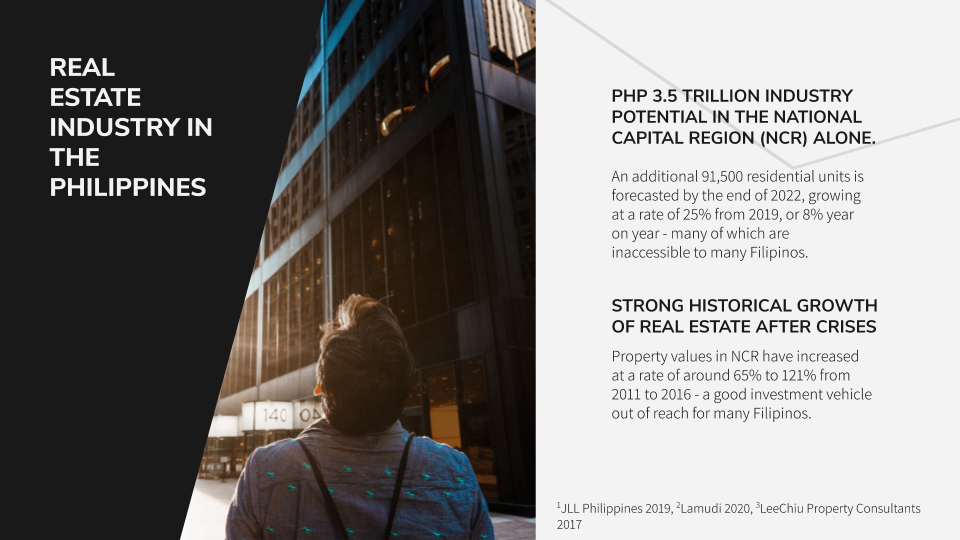 REAL
ESTATE
INDUSTRY IN
THE
PHILIPPINES
140
PHP 3.5 TRILLION INDUSTRY
POTENTIAL IN THE NATIONAL
CAPITAL REGION (NCR) ALONE.
An additional 91,500 residential units is
forecasted by the end of 2022, growing
at a rate of 25% from 2019, or 8% year
on year - many of which are
inaccessible to many Filipinos.
STRONG HISTORICAL GROWTH
OF REAL ESTATE AFTER CRISES
Property values in NCR have increased
at a rate of around 65% to 121% from
2011 to 2016 - a good investment vehicle
out of reach for many Filipinos.
¹JLL Philippines 2019, ²Lamudi 2020, ³LeeChiu Property Consultants
2017